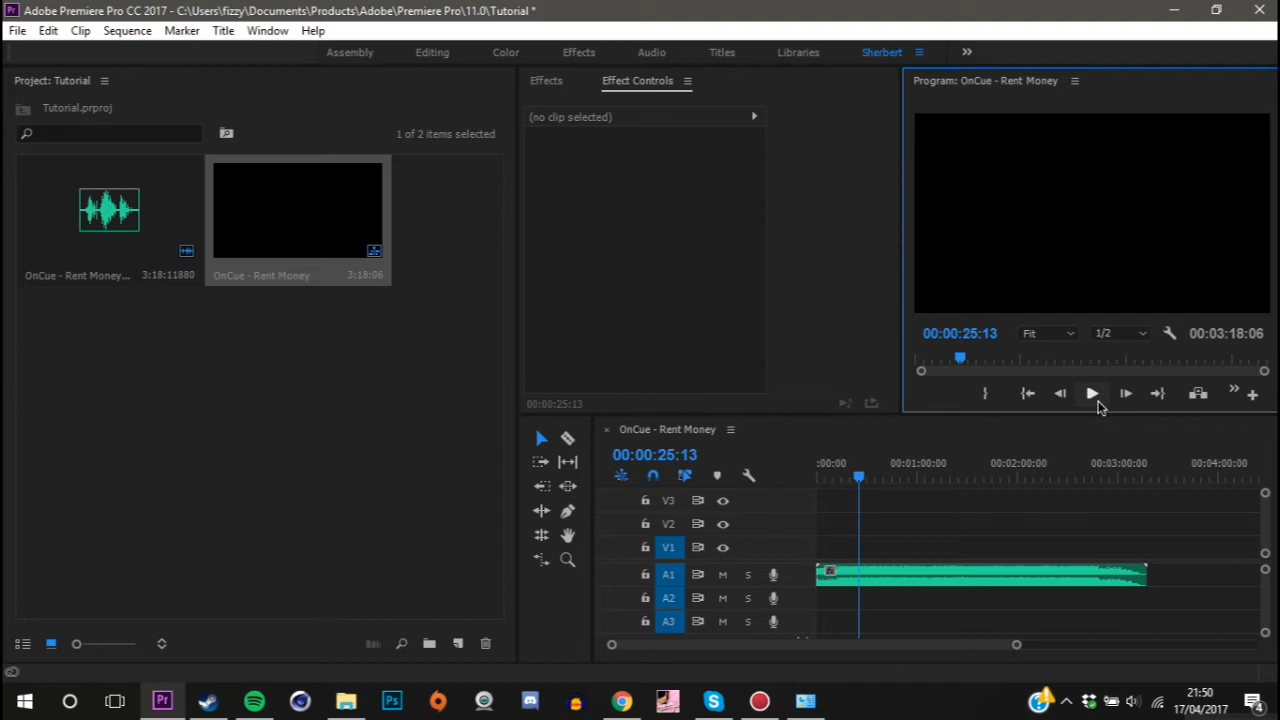 Adobe Premiere Pro CC 2017 - C:\Users\fizzy\Documents\Products\Adobe\Premiere Pro\11.0\Tutorial *
File Edit Clip Sequence Marker Title Window Help
Assembly Editing Color Effects Audio Titles Libraries Sherbert
Project: Tutorial
Tutorial.prproj
1 of 2 items selected
OnCue - Rent Money... 3:18:11880
OnCue - Rent Money 3:18:06
Effects Effect Controls
(no clip selected)
00:00:25:13
Program: OnCue - Rent Money
00:00:25:13 Fit 1/2 00:03:18:06
OnCue - Rent Money
00:00:25:13
:00:00 00:01:00:00 00:02:00:00 00:03:00:00 00:04:00:00
V3
V2
V1
fx
A1 M S
A2 M S
A3 M S
Pr Ps
21:50
17/04/2017
4